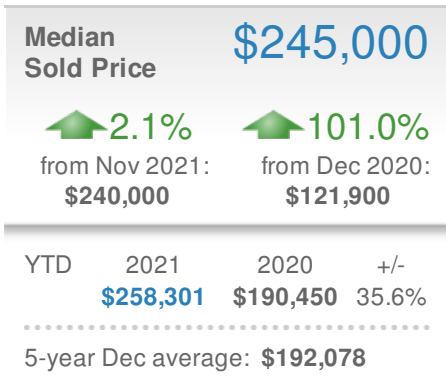 Median
Sold Price
$245,000
2.1% 101.0%
from Nov 2021: from Dec 2020:
$240,000 $121,900
YTD 2021 2020 +/-
$258,301 $190,450 35.6%
5-year Dec average: $192,078